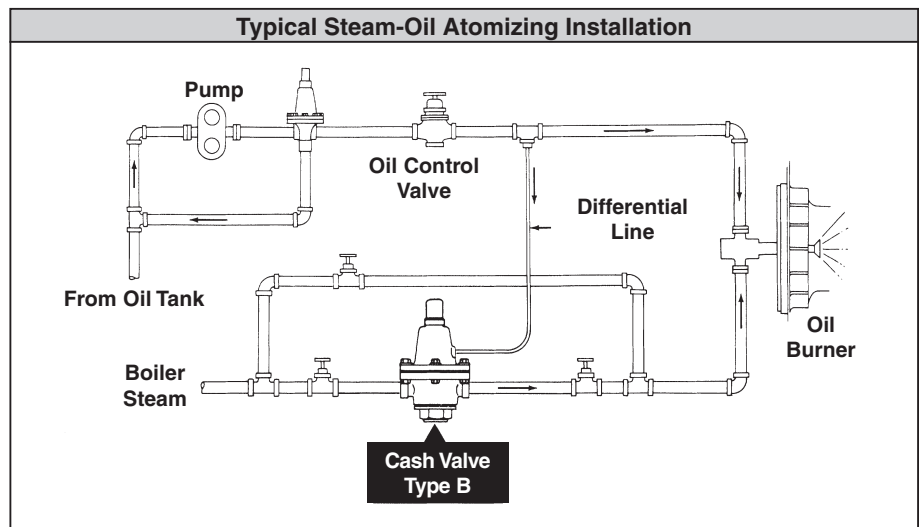 Typical Steam-Oil Atomizing Installation
Pump
Oil Control
Valve
Differential
Line
From Oil Tank
Oil
Burner
Boiler
Steam
Cash Valve
Type B